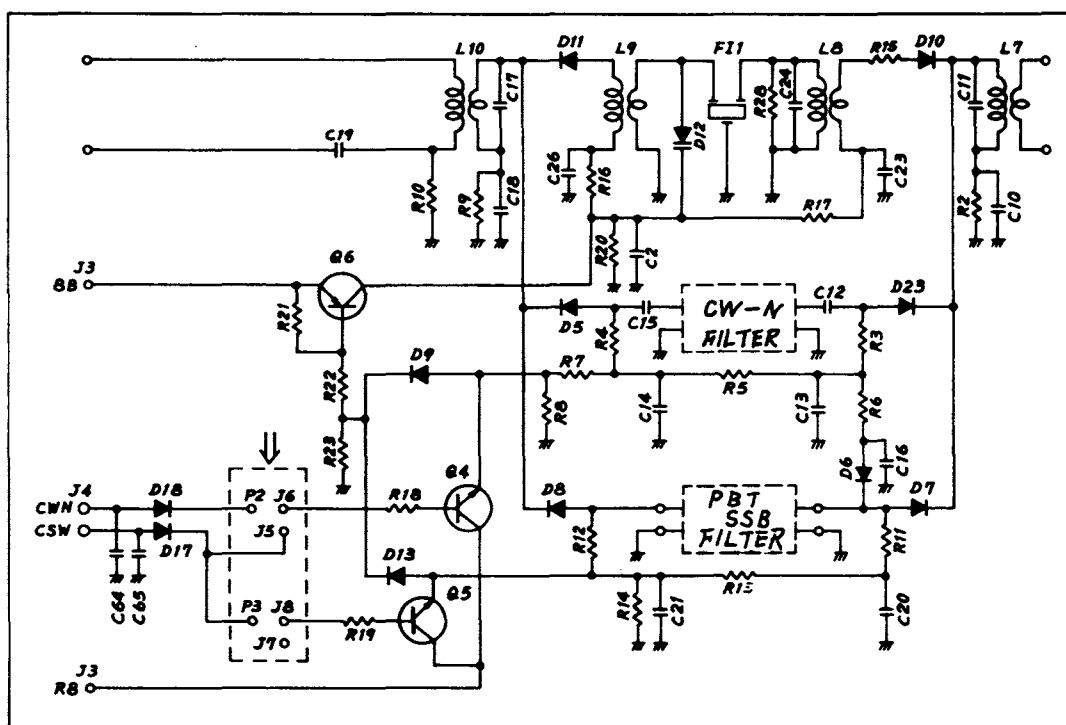 L10
C17
D11
L9
FI1
R28
C24
L8
R15
D10
C11
L7
C19
D12
R10
R9
C18
C26
R16
R17
C23
R2
C10
R20
C2
J3
8B
Q6
R21
D5
R4
C15
CW-N
FILTER
C12
D23
R3
D9
R7
R5
R22
R8
C14
C13
R6
R23
D6
C16
J4
CWN
CSW
D18
D17
P2
J6
J5
R18
Q4
D8
PBT
SSB
FILTER
D7
R12
R11
C64
C65
P3
J8
J7
R19
D13
Q5
R14
C21
R13
C20
J3
R8